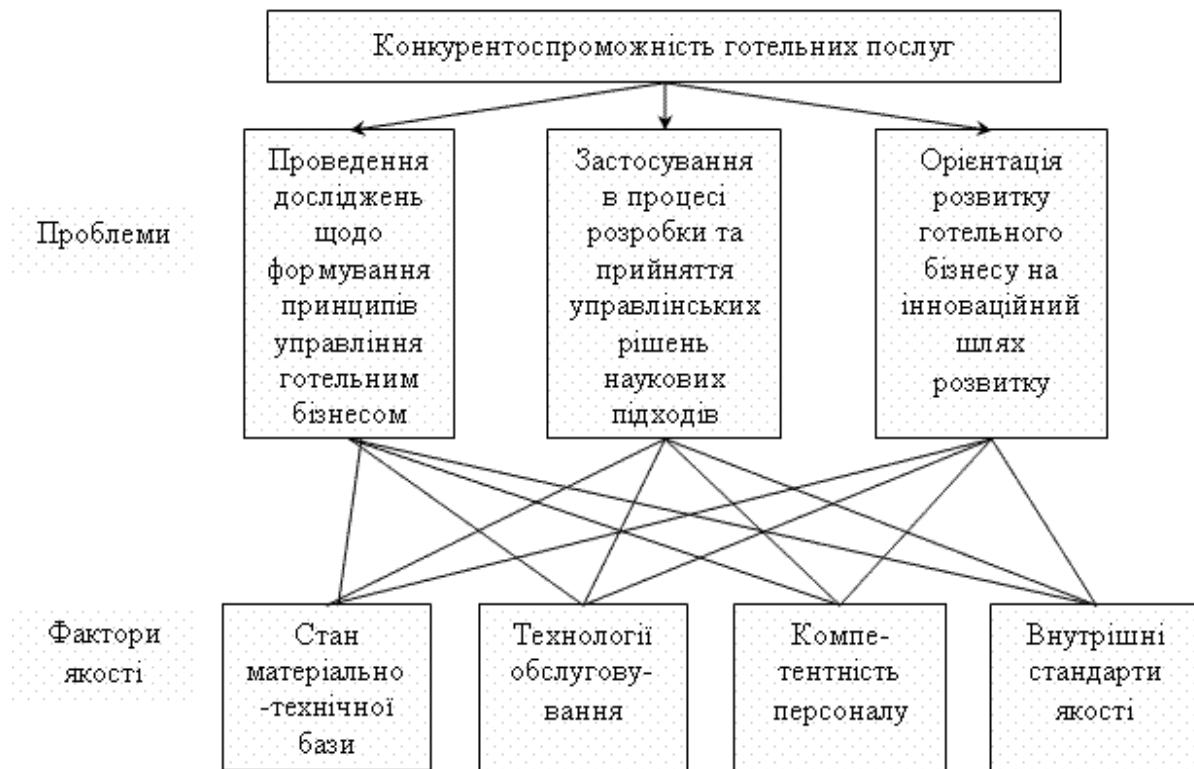 Конкурентоспроможність готельних послуг
Проблеми
Проведення
досліджень
щодо
формування
принципів
управління
готельним
бізнесом
Застосування
в процесі
розробки та
прийняття
управлінських
рішень
наукових
підходів
Орієнтація
розвитку
готельного
бізнесу на
інноваційний
шлях
розвитку
Фактори
якості
Стан
матеріально
-технічної
бази
Технології
обслугову-
вання
Компе-
тентність
персоналу
Внутрішні
стандарти
якості